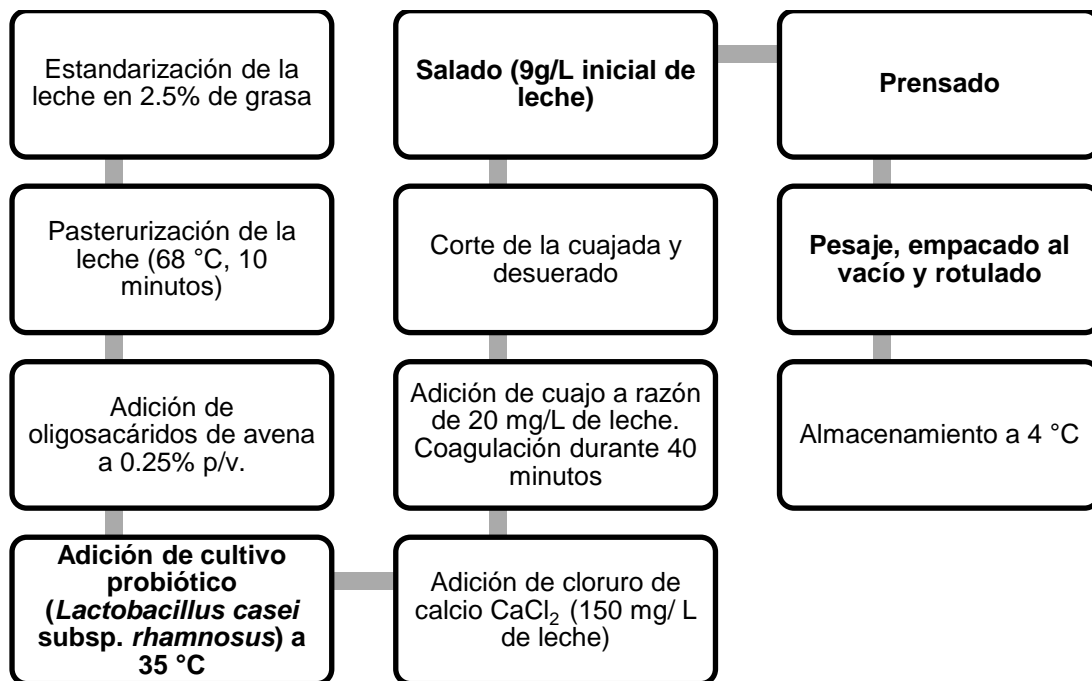 Estandarización de la
leche en 2.5% de grasa
Pasterurización de la
leche (68 °C, 10
minutos)
Adición de
oligosacáridos de avena
a 0.25% p/v.
Adición de cultivo
probiótico
(Lactobacillus casei
subsp. rhamnosus) a
35 °C
Adición de cloruro de
calcio CaCl₂ (150 mg/ L
de leche)
Adición de cuajo a razón
de 20 mg/L de leche.
Coagulación durante 40
minutos
Corte de la cuajada y
desuerado
Salado (9g/L inicial de
leche)
Prensado
Pesaje, empacado al
vacío y rotulado
Almacenamiento a 4 °C